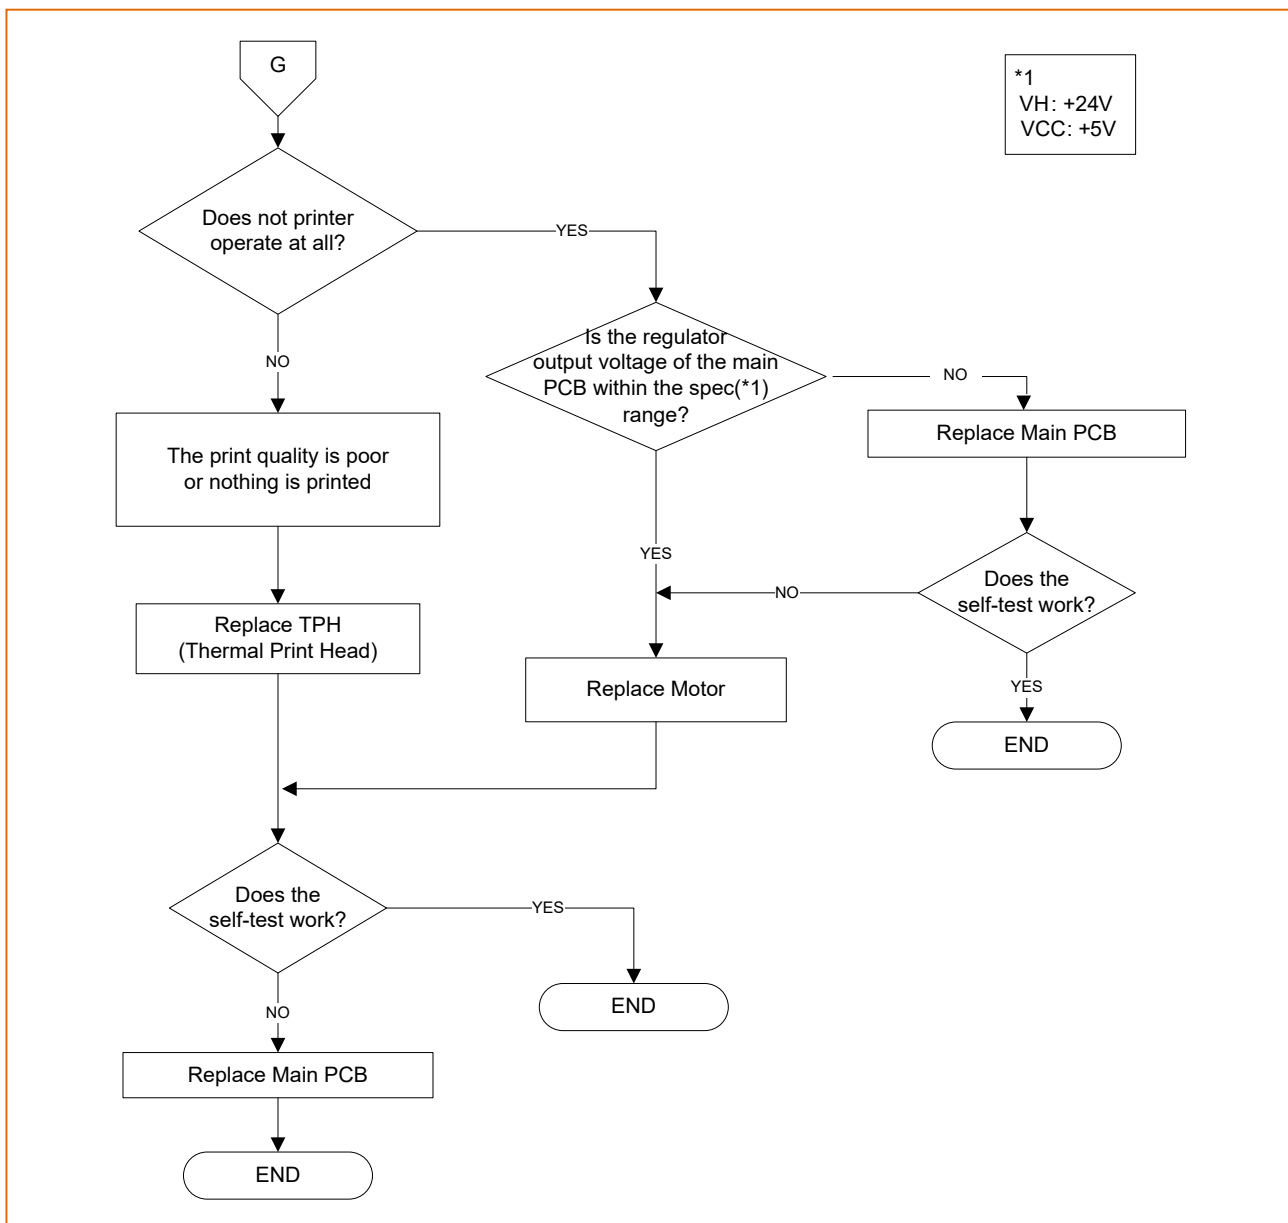 G
*1
VH: +24V
VCC: +5V
Does not printer
operate at all?
YES
NO
Is the regulator
output voltage of the main
PCB within the spec(*1)
range?
NO
Replace Main PCB
The print quality is poor
or nothing is printed
YES
Does the
self-test work?
NO
Replace TPH
(Thermal Print Head)
Replace Motor
YES
END
Does the
self-test work?
YES
END
NO
Replace Main PCB
END